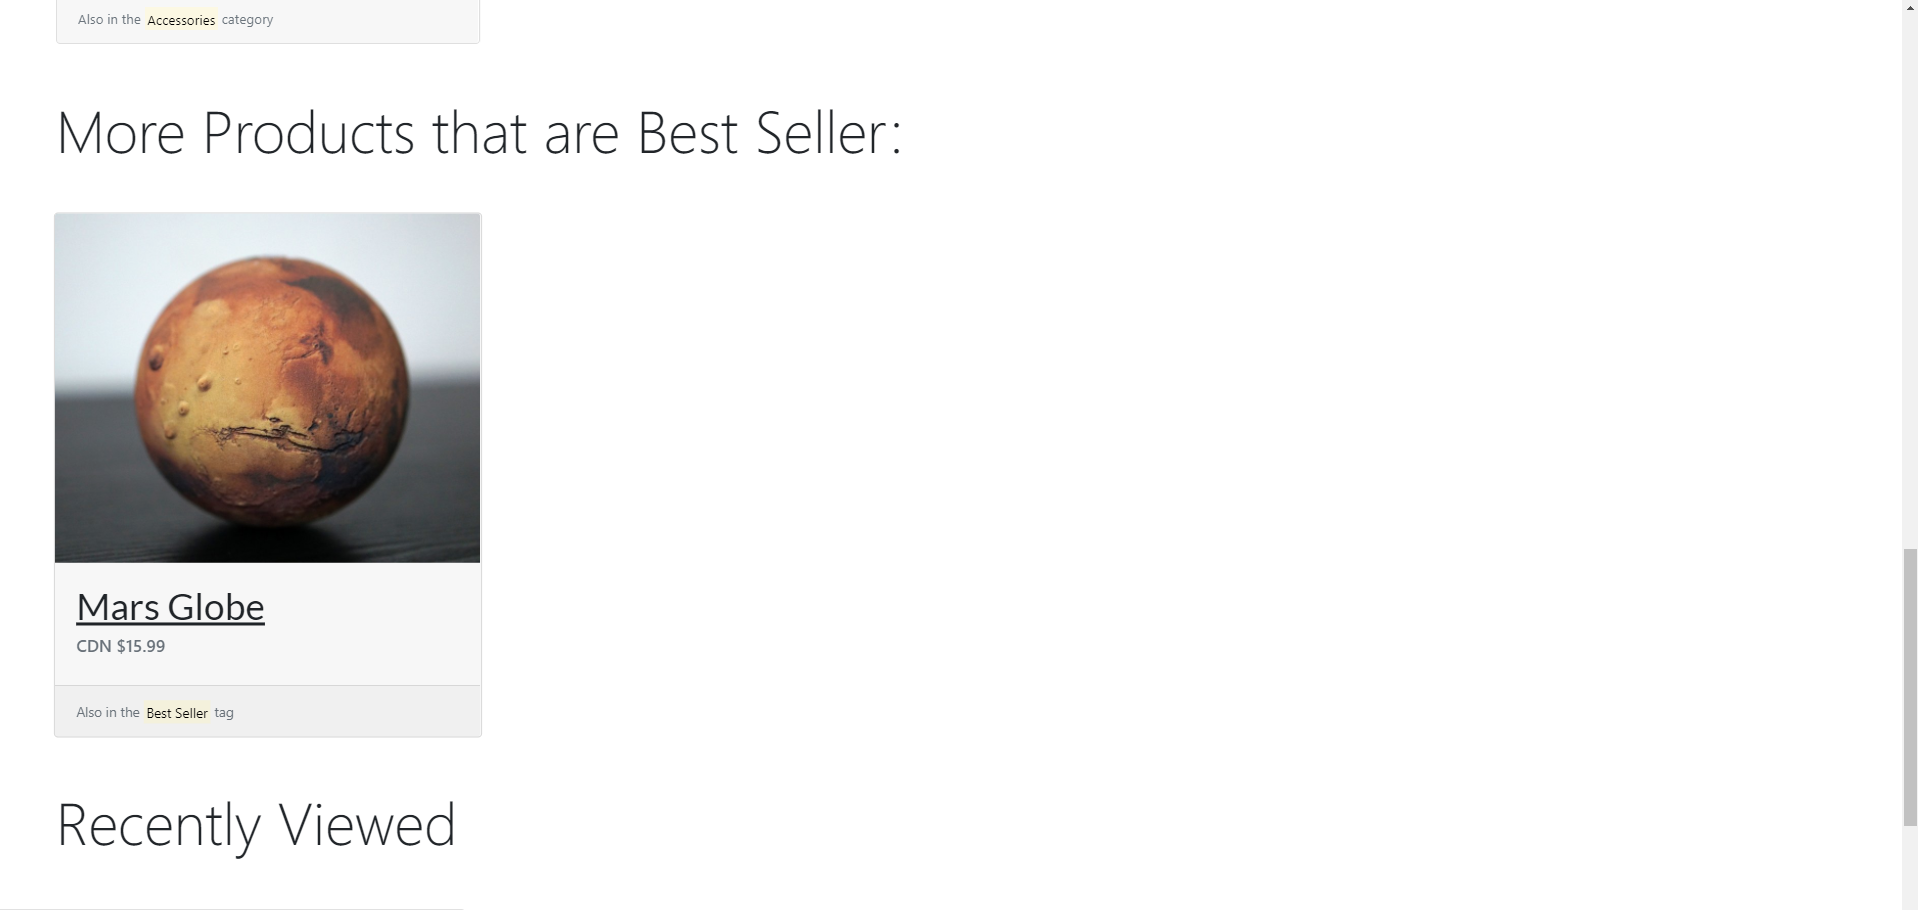 Also in the Accessories category
More Products that are Best Seller:
Mars Globe
CDN $15.99
Also in the Best Seller tag
Recently Viewed